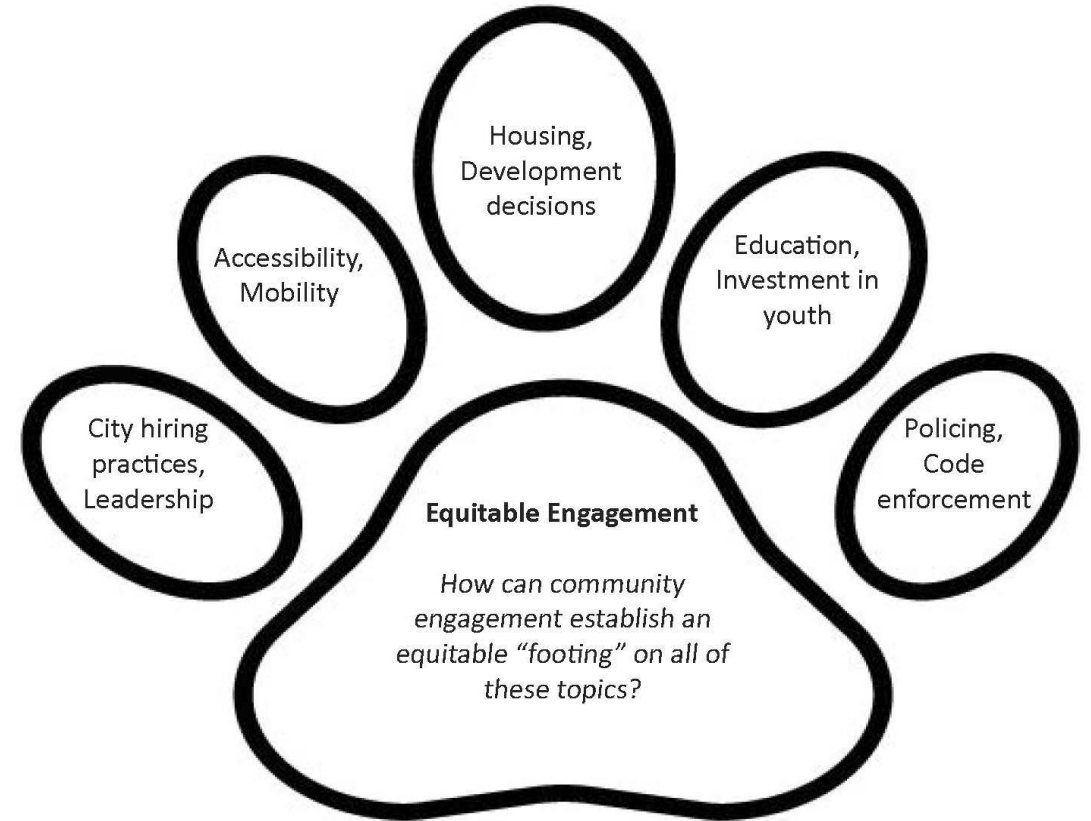 Housing,
Development
decisions
Accessibility,
Mobility
Education,
Investment in
youth
City hiring
practices,
Leadership
Policing,
Code
enforcement
Equitable Engagement
How can community
engagement establish an
equitable “footing” on all of
these topics?